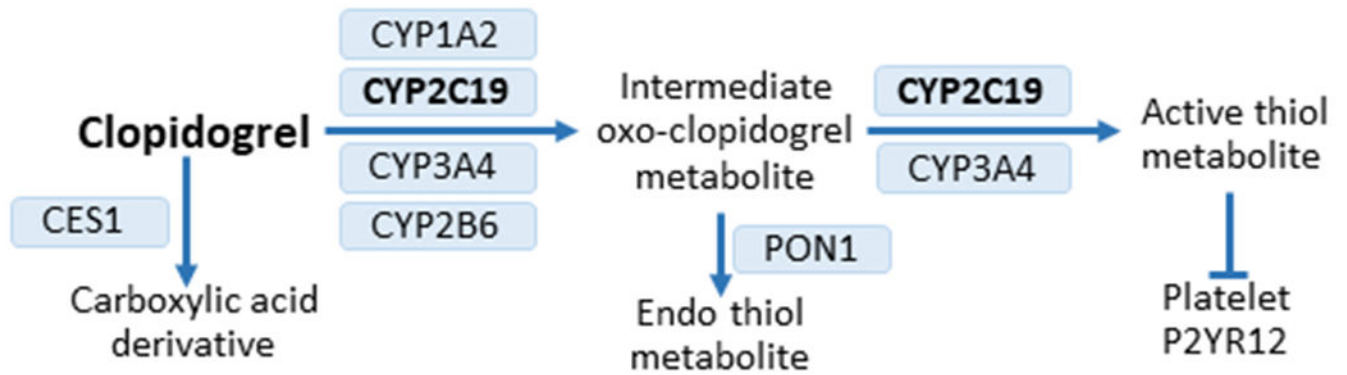 CYP1A2
CYP2C19
Clopidogrel
CYP3A4
CYP2B6
CES1
Carboxylic acid
derivative
Intermediate
oxo-clopidogrel
metabolite
PON1
Endo thiol
metabolite
CYP2C19
CYP3A4
Active thiol
metabolite
Platelet
P2YR12